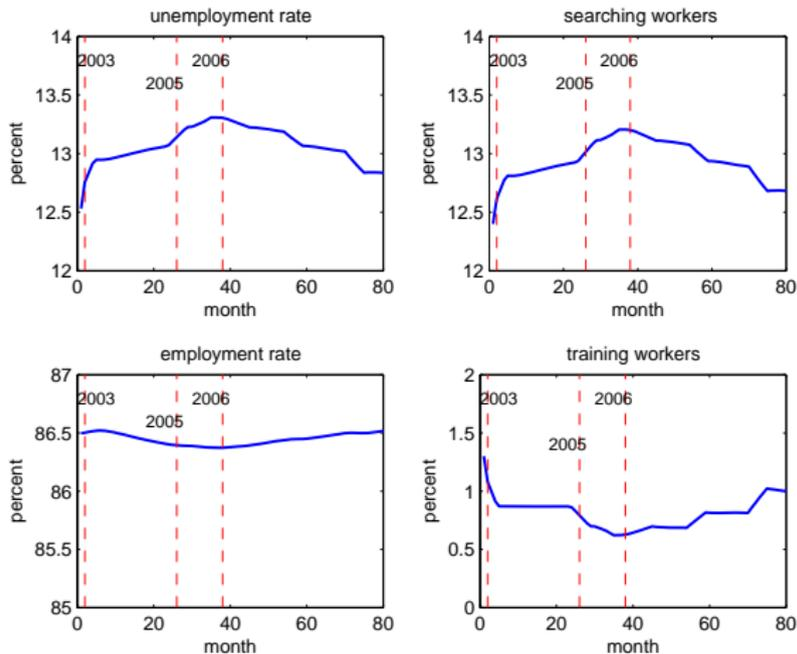 unemployment rate
14
13.5
13
12.5
12
percent
2003
2005
2006
0 20 40 60 80
month
searching workers
14
13.5
13
12.5
12
percent
2003
2005
2006
0 20 40 60 80
month
employment rate
87
86.5
86
85.5
85
percent
2003
2005
2006
0 20 40 60 80
month
training workers
2
1.5
1
0.5
0
percent
2003
2005
2006
0 20 40 60 80
month